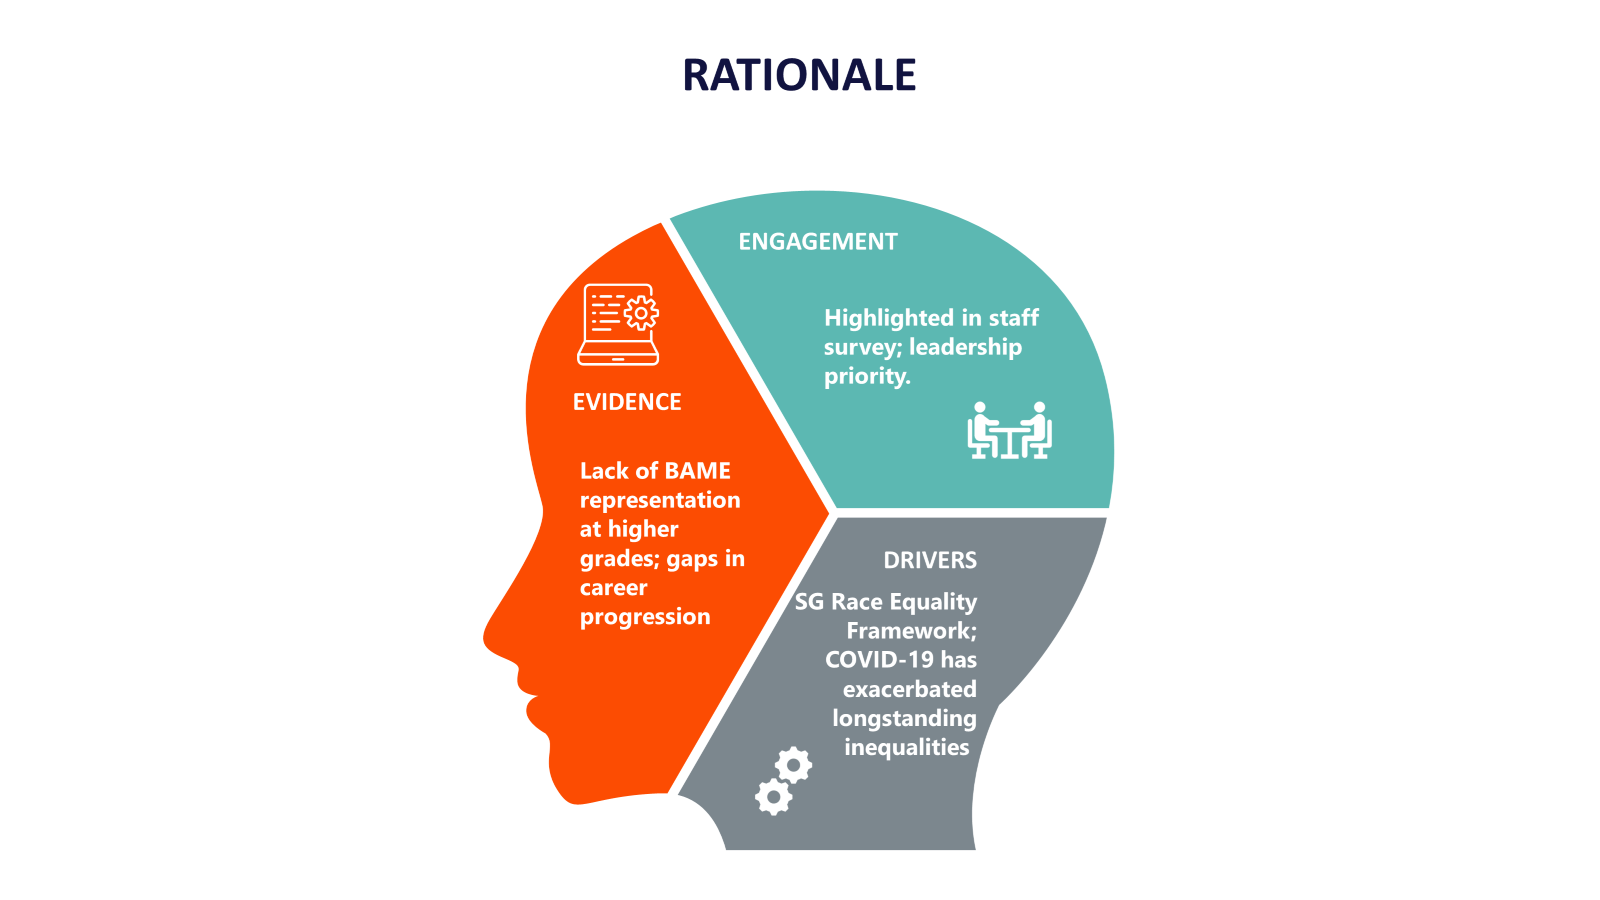 RATIONALE
ENGAGEMENT
Highlighted in staff
survey; leadership
priority.
EVIDENCE
Lack of BAME
representation
at higher
grades; gaps in
career
progression
DRIVERS
SG Race Equality
Framework;
COVID-19 has
exacerbated
longstanding
inequalities